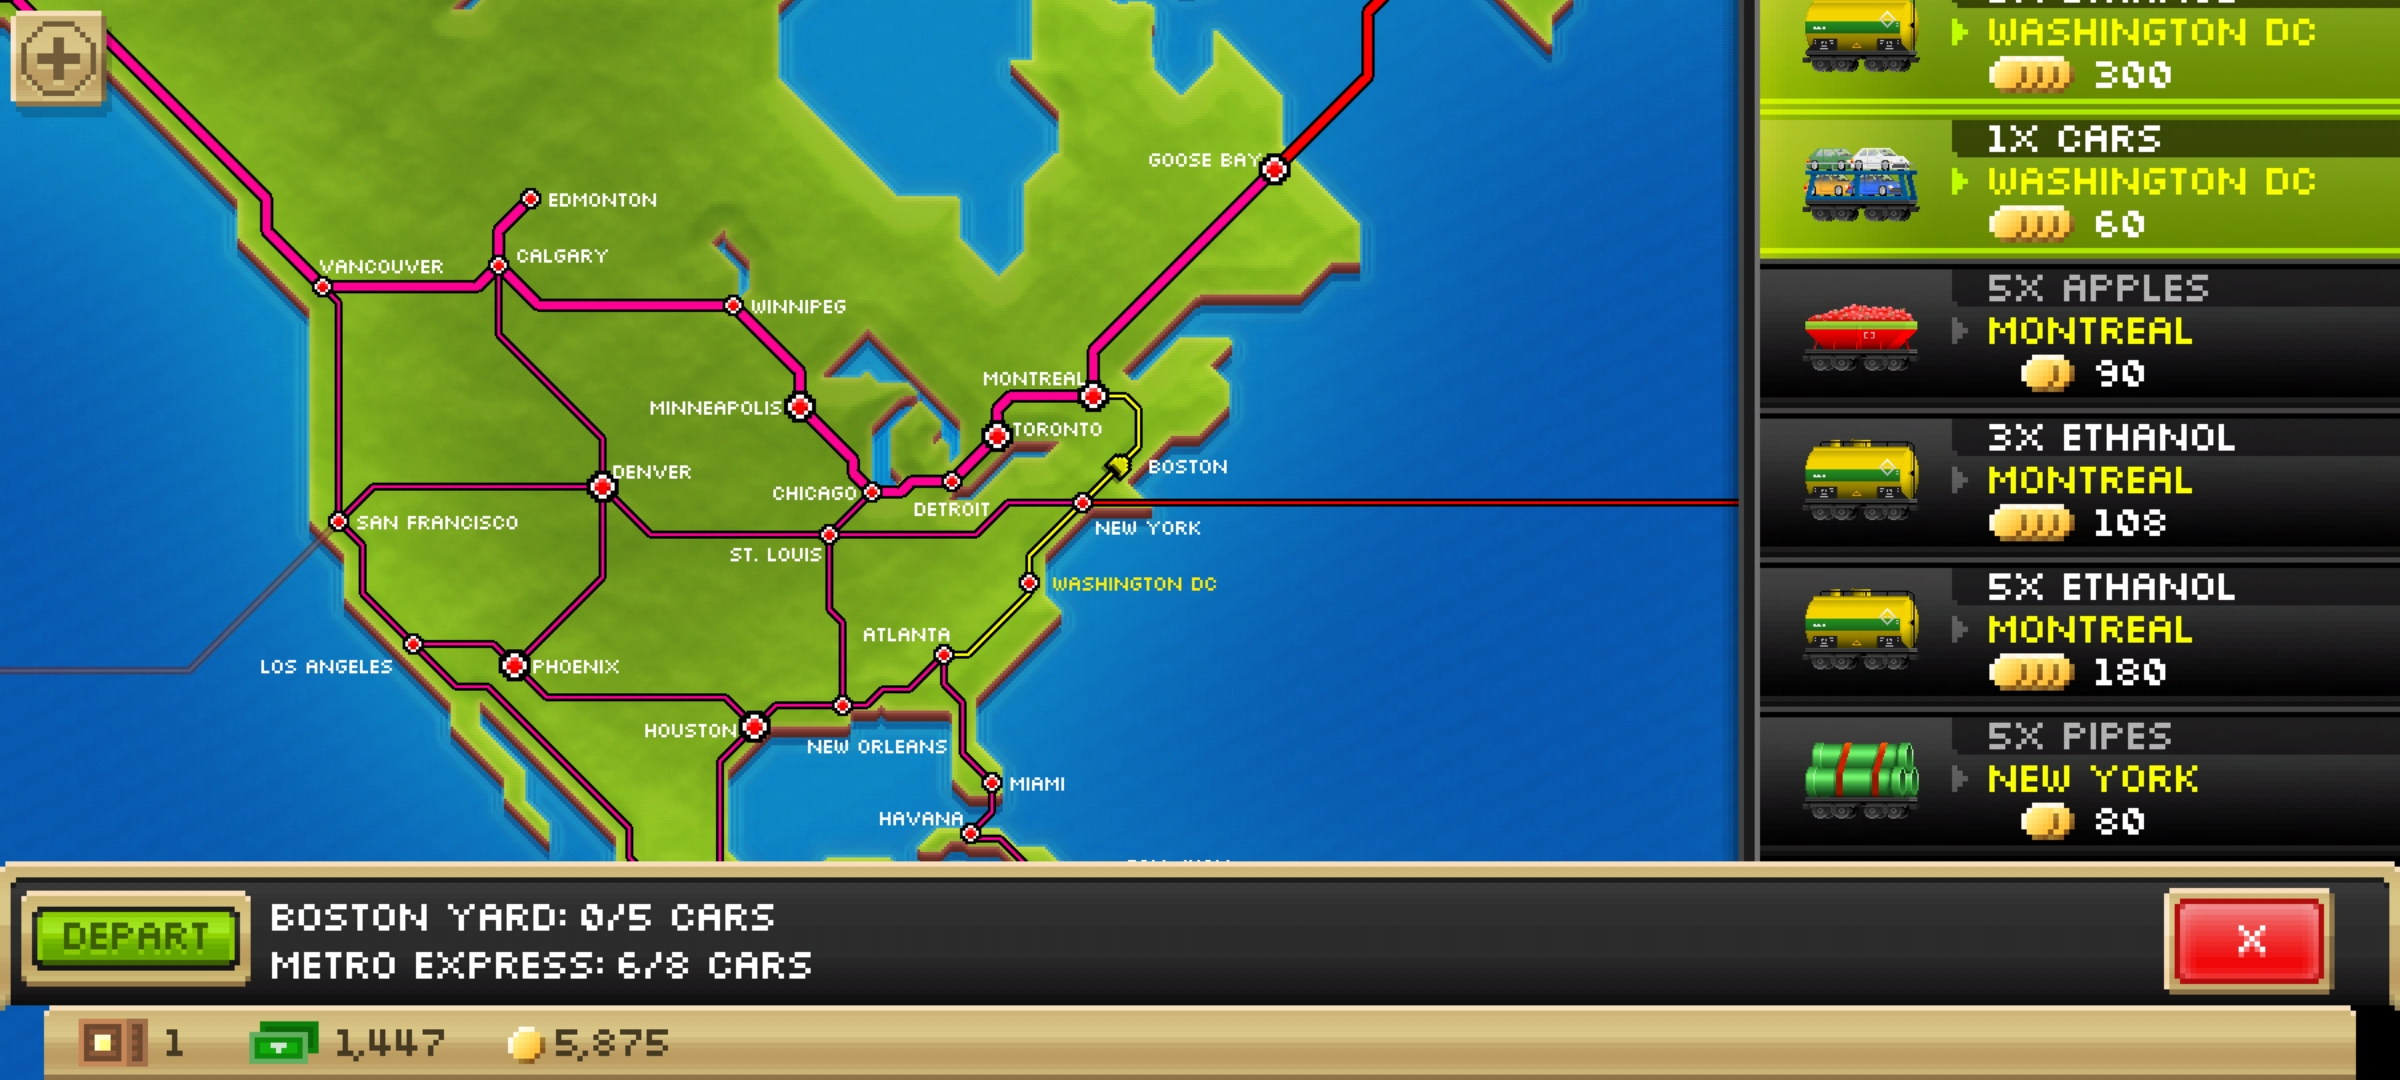 EDMONTON
CALGARY
VANCOUVER
WINNIPEG
GOOSE BAY
MINNEAPOLIS
MONTREAL
TORONTO
DENVER
CHICAGO
DETROIT
BOSTON
SAN FRANCISCO
ST. LOUIS
NEW YORK
WASHINGTON DC
LOS ANGELES
PHOENIX
ATLANTA
HOUSTON
NEW ORLEANS
MIAMI
HAVANA
WASHINGTON DC
300
1X CARS
WASHINGTON DC
60
5X APPLES
MONTREAL
90
3X ETHANOL
MONTREAL
108
5X ETHANOL
MONTREAL
180
5X PIPES
NEW YORK
80
DEPART
BOSTON YARD: 0/5 CARS
METRO EXPRESS: 6/8 CARS
X
1
1,447
5,875